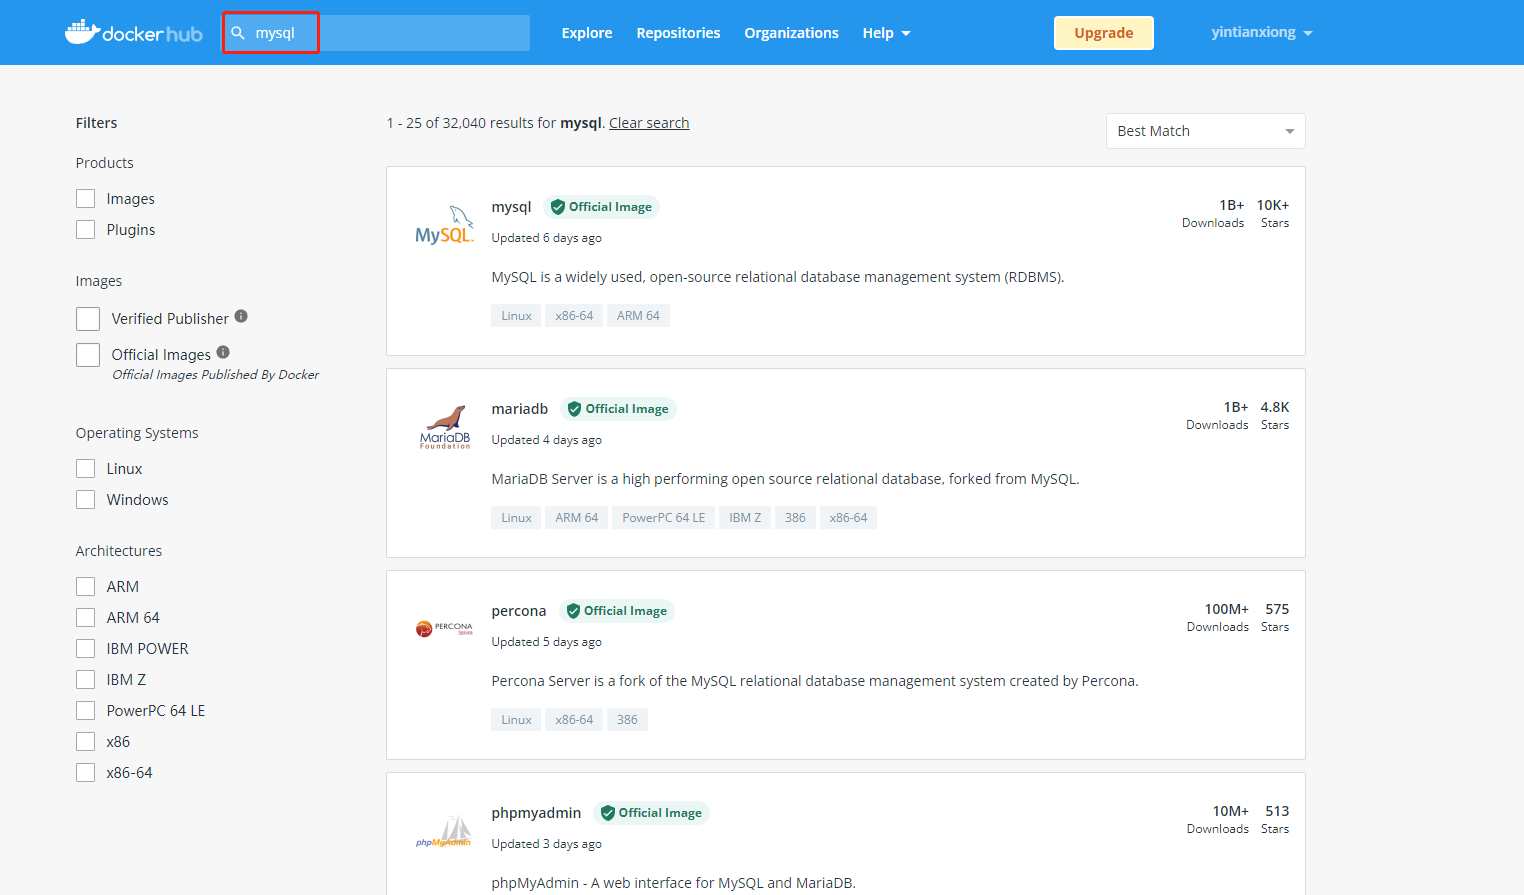 docker hub
mysql
Explore
Repositories
Organizations
Help
Upgrade
yintianxiong
Filters
Products
Images
Plugins
Images
Verified Publisher
Official Images
Official Images Published By Docker
Operating Systems
Linux
Windows
Architectures
ARM
ARM 64
IBM POWER
IBM Z
PowerPC 64 LE
x86
x86-64
1 - 25 of 32,040 results for mysql. Clear search
Best Match
MySQL
mysql Official Image
Updated 6 days ago
1B+ 10K+
Downloads Stars
MySQL is a widely used, open-source relational database management system (RDBMS).
Linux x86-64 ARM 64
MariaDB
Foundation
mariadb Official Image
Updated 4 days ago
1B+ 4.8K
Downloads Stars
MariaDB Server is a high performing open source relational database, forked from MySQL.
Linux ARM 64 PowerPC 64 LE IBM Z 386 x86-64
PERCONA
SERVER
percona Official Image
Updated 5 days ago
100M+ 575
Downloads Stars
Percona Server is a fork of the MySQL relational database management system created by Percona.
Linux x86-64 386
phpMyAdmin
phpmyadmin Official Image
Updated 3 days ago
10M+ 513
Downloads Stars
phpMyAdmin - A web interface for MySQL and MariaDB.